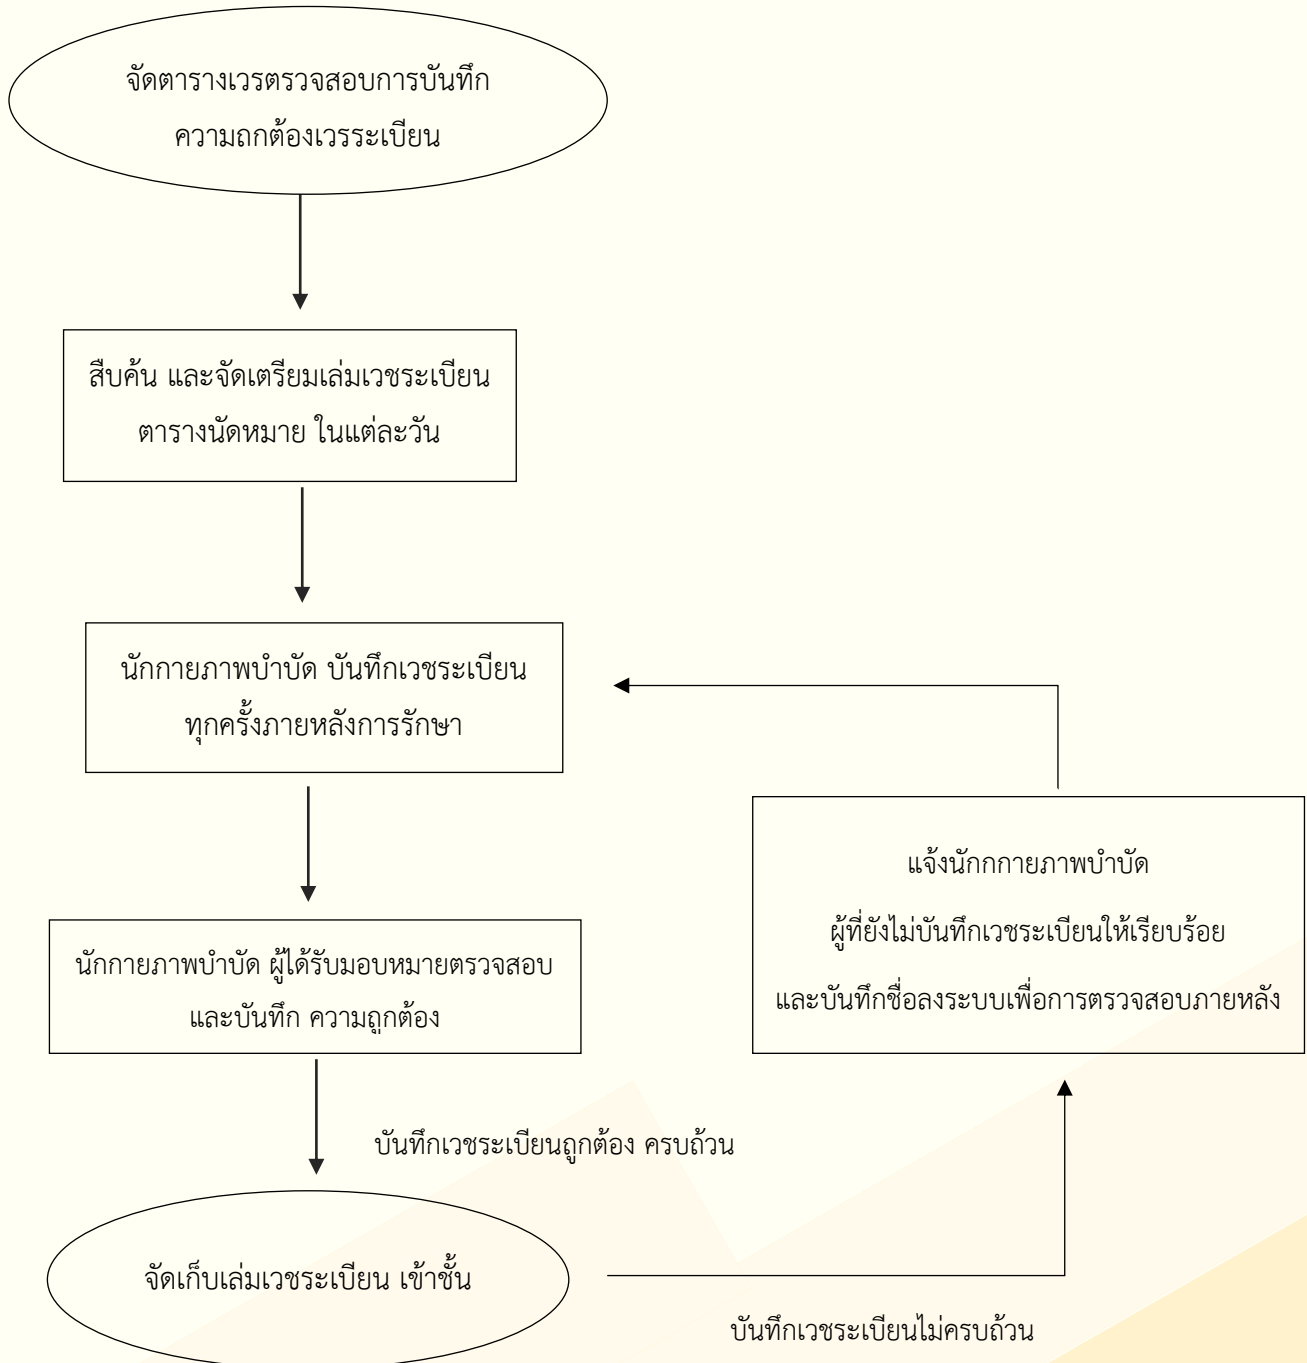 จัดตารางเวรตรวจสอบการบันทึก
ความถกต้องเวรระเบียน
สืบค้น และจัดเตรียมเล่มเวชระเบียน
ตารางนัดหมาย ในแต่ละวัน
นักกายภาพบำบัด บันทึกเวชระเบียน
ทุกครั้งภายหลังการรักษา
นักกายภาพบำบัด ผู้ได้รับมอบหมายตรวจสอบ
และบันทึก ความถูกต้อง
บันทึกเวชระเบียนถูกต้อง ครบถ้วน
จัดเก็บเล่มเวชระเบียน เข้าชั้น
บันทึกเวชระเบียนไม่ครบถ้วน
แจ้งนักกกายภาพบำบัด
ผู้ที่ยังไม่บันทึกเวชระเบียนให้เรียบร้อย
และบันทึกชื่อลงระบบเพื่อการตรวจสอบภายหลัง